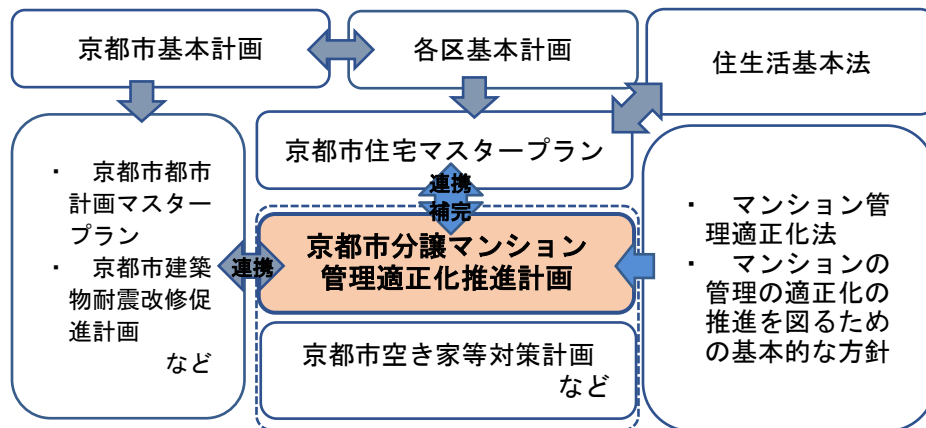 京都市基本計画
各区基本計画
住生活基本法
京都市住宅マスタープラン
連携
補完
・　京都市都市
計画マスター
プラン
・　京都市建築
物耐震改修促
進計画
など
連携
京都市分譲マンション
管理適正化推進計画
京都市空き家等対策計画
など
・　マンション管
理適正化法
・　マンションの
管理の適正化の
推進を図るため
の基本的な方針